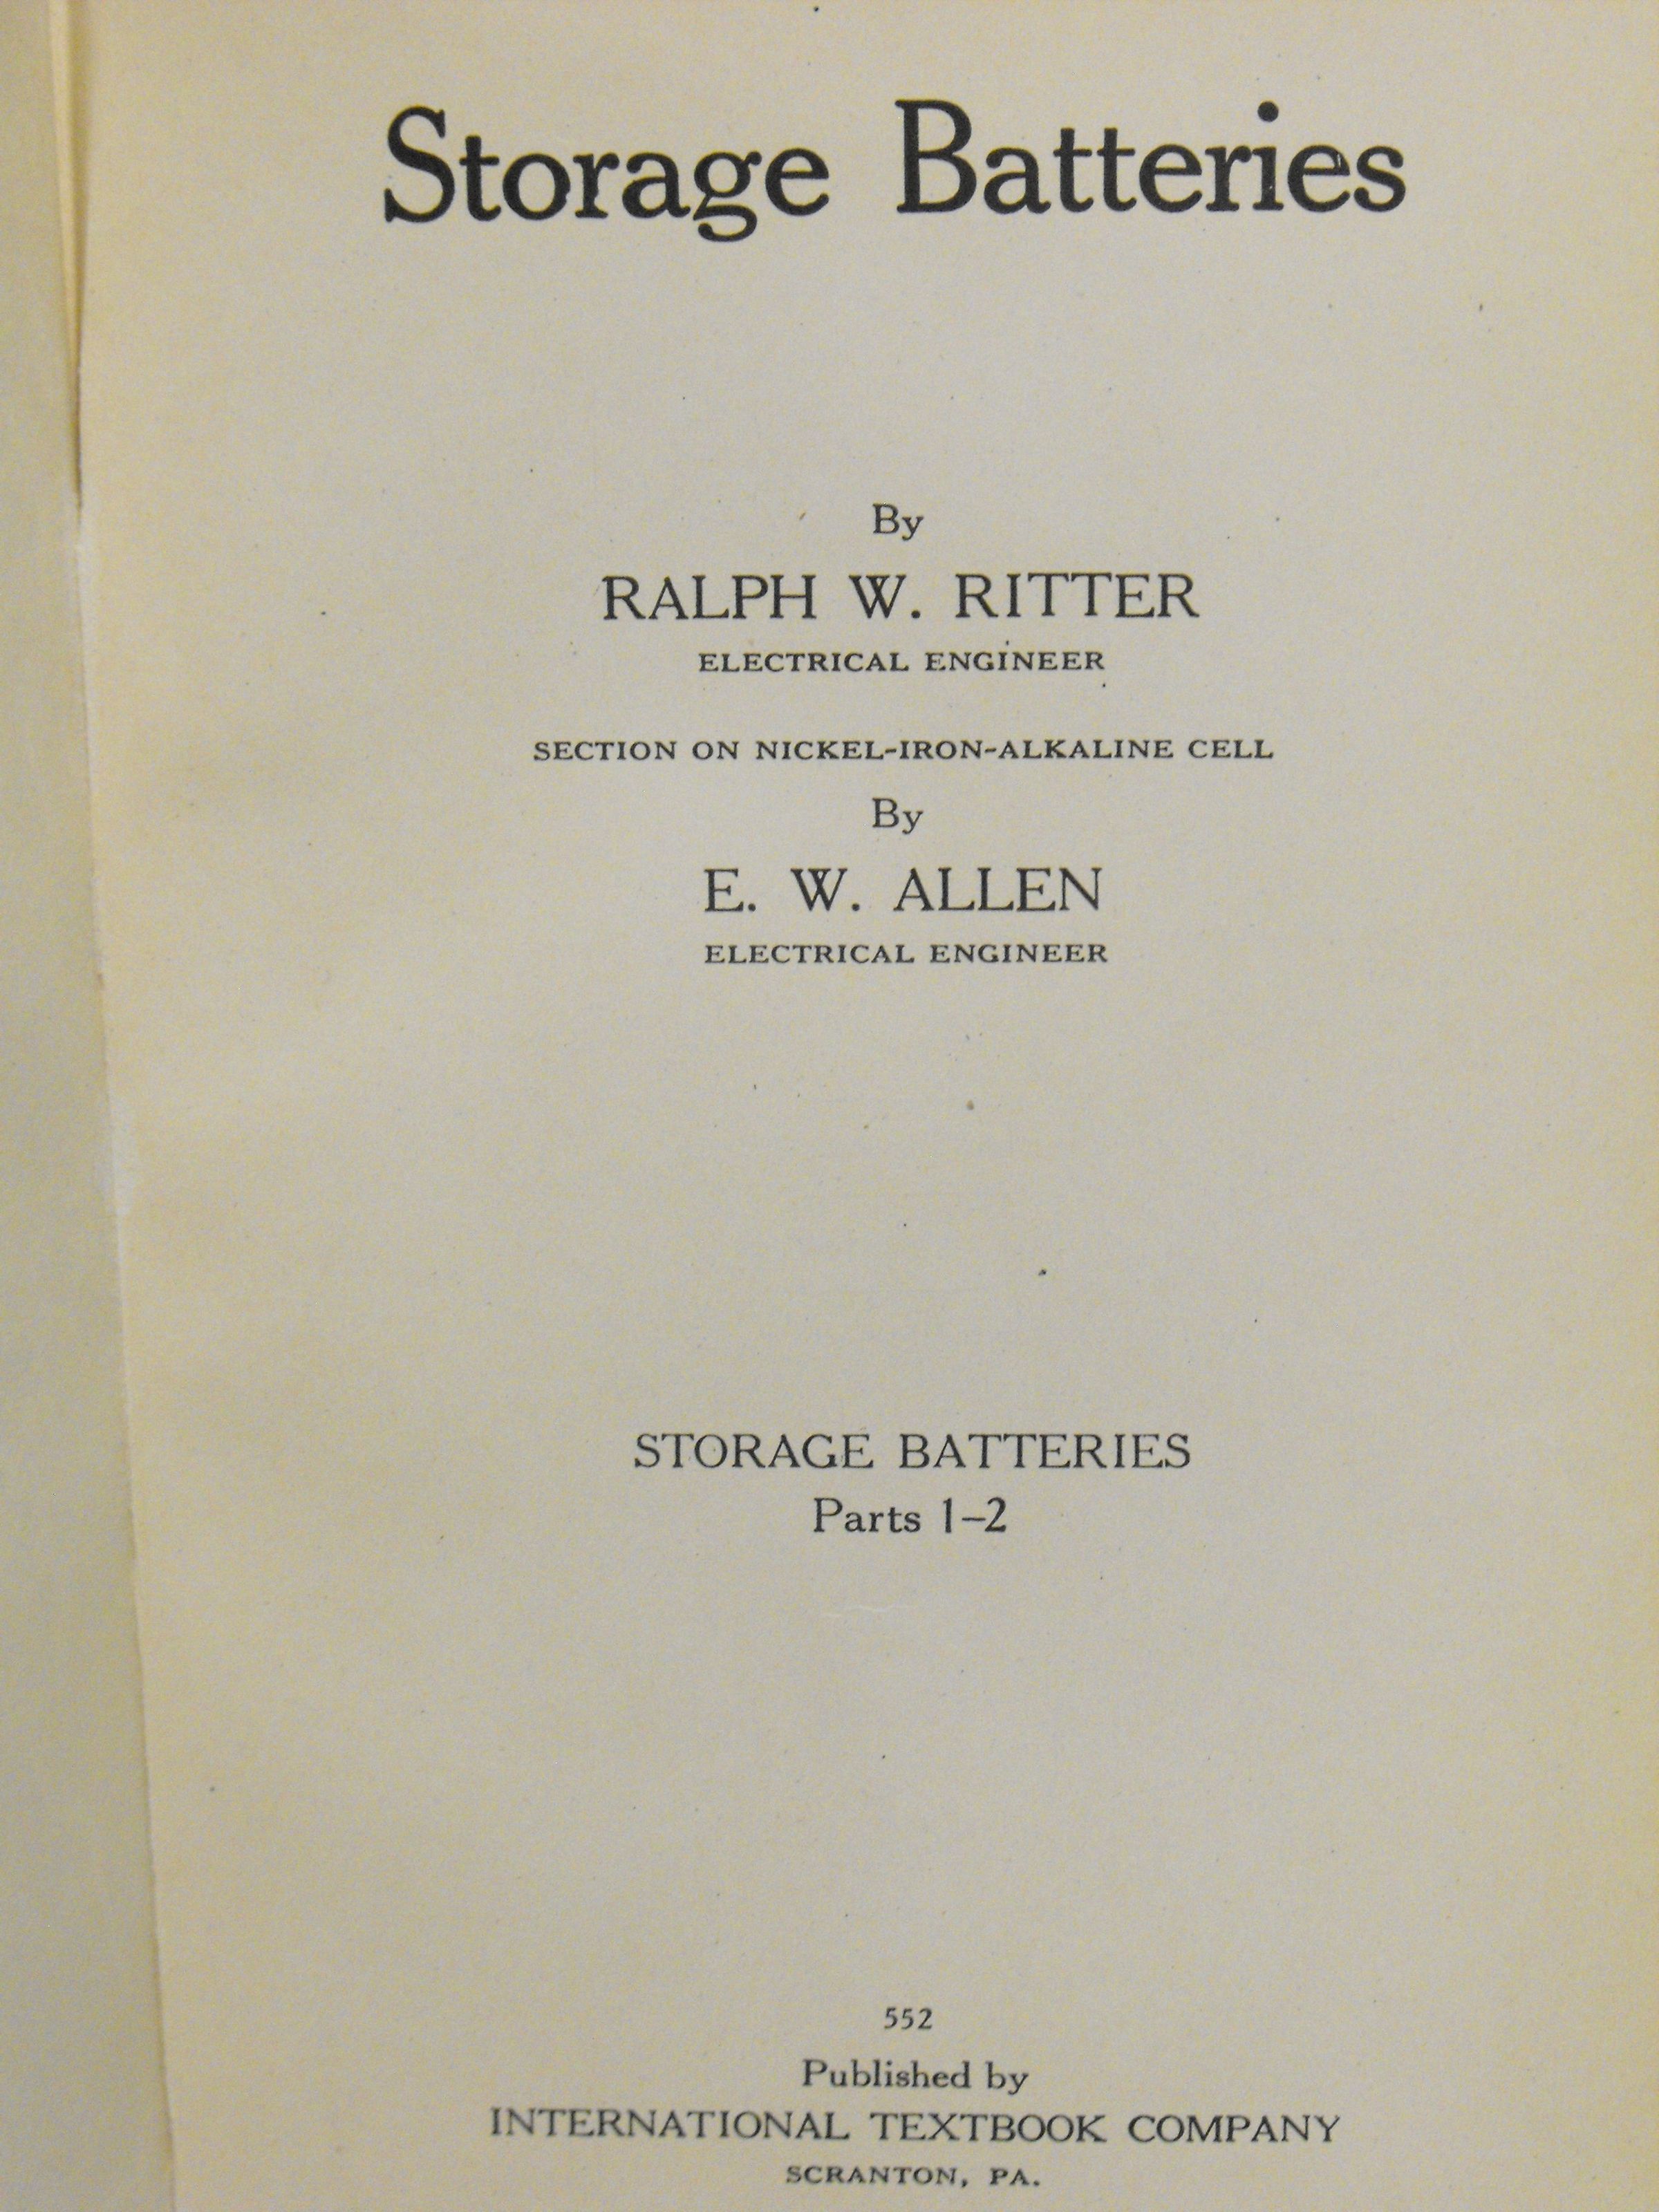 Storage Batteries
By
RALPH W. RITTER
ELECTRICAL ENGINEER
SECTION ON NICKEL-IRON-ALKALINE CELL
By
E. W. ALLEN
ELECTRICAL ENGINEER
STORAGE BATTERIES
Parts 1–2
552
Published by
INTERNATIONAL TEXTBOOK COMPANY
SCRANTON, PA.